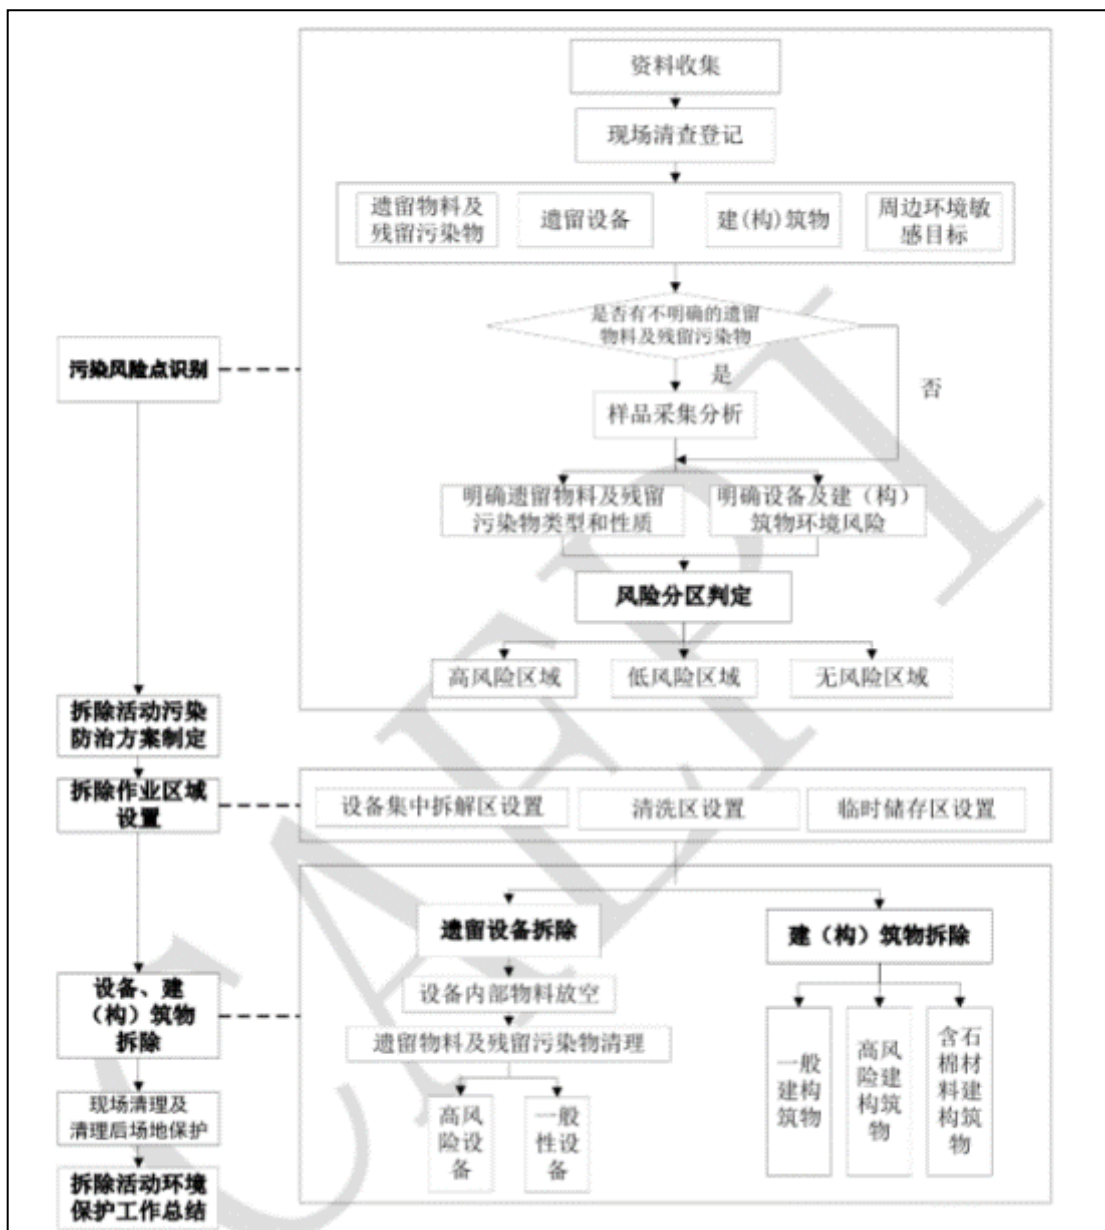 资料收集
现场清查登记
遗留物料及
残留污染物
遗留设备
建(构)筑物
周边环境敏
感目标
是否有不明确的遗留
物料及残留污染物
污染风险点识别
是
否
样品采集分析
明确遗留物料及残留
污染物类型和性质
明确设备及建（构）
筑物环境风险
风险分区判定
高风险区域
低风险区域
无风险区域
拆除活动污染
防治方案制定
拆除作业区域
设置
设备集中拆解区设置
清洗区设置
临时储存区设置
遗留设备拆除
建（构）筑物拆除
设备内部物料放空
设备、建
（构）筑物
拆除
遗留物料及残留污染物清理
高风
险设
备
一般
性设
备
一般
建构
筑物
高风
险建
构筑
物
含石
棉材
料建
构筑
物
现场清理及
清理后场地保护
拆除活动环境
保护工作总结
CAEPI